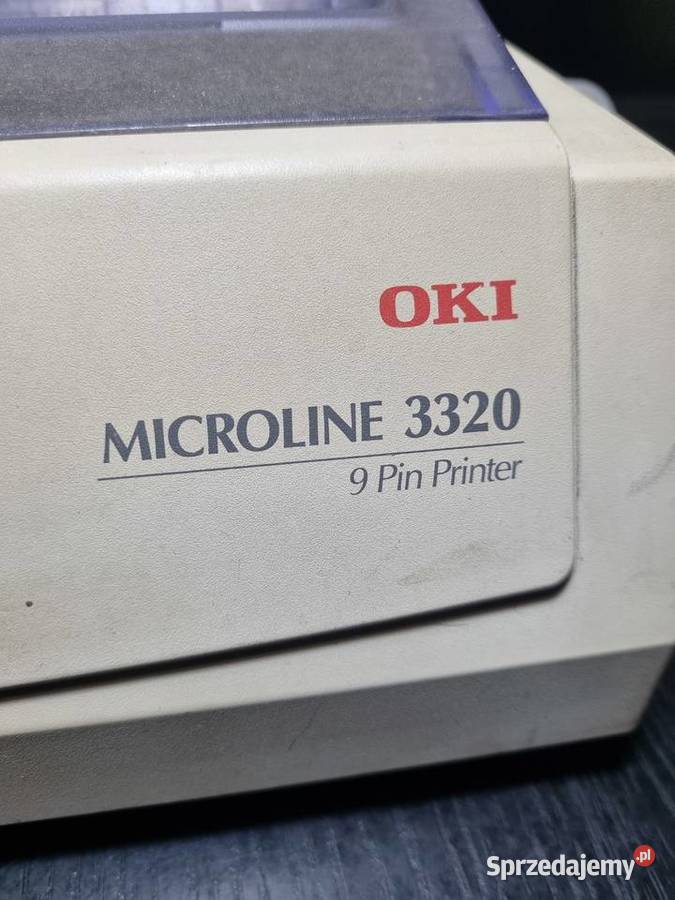 OKI
MICROLINE 3320
9 Pin Printer
Sprzedajemy.pl